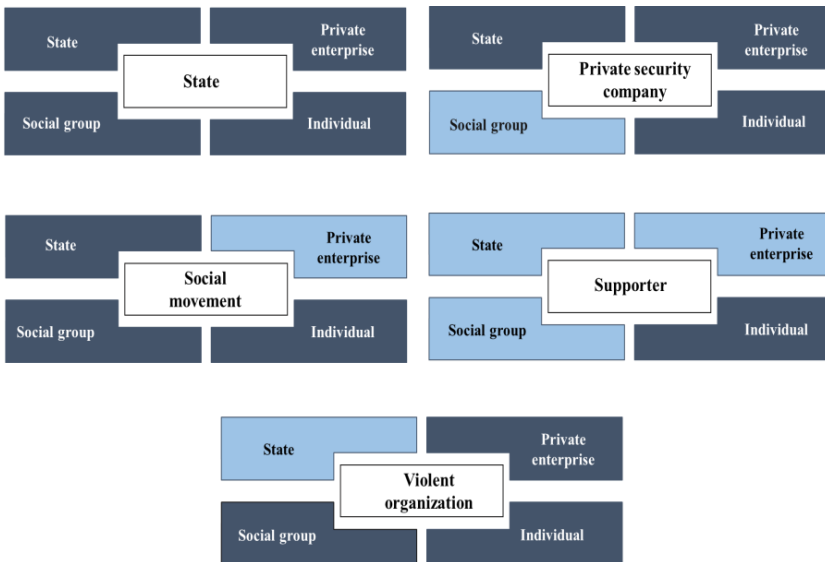 State
Private
enterprise
State
Social group
Individual
State
Private
enterprise
Private security
company
Social group
Individual
State
Private
enterprise
Social
movement
Social group
Individual
State
Private
enterprise
Supporter
Social group
Individual
State
Private
enterprise
Violent
organization
Social group
Individual